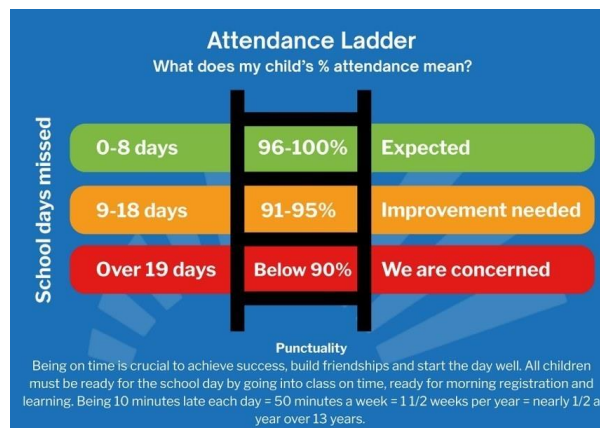 Attendance Ladder
What does my child's % attendance mean?
School days missed
0-8 days 96-100% Expected
9-18 days 91-95% Improvement needed
Over 19 days Below 90% We are concerned
Punctuality
Being on time is crucial to achieve success, build friendships and start the day well. All children
must be ready for the school day by going into class on time, ready for morning registration and
learning. Being 10 minutes late each day = 50 minutes a week = 1 1/2 weeks per year = nearly 1/2 a
year over 13 years.